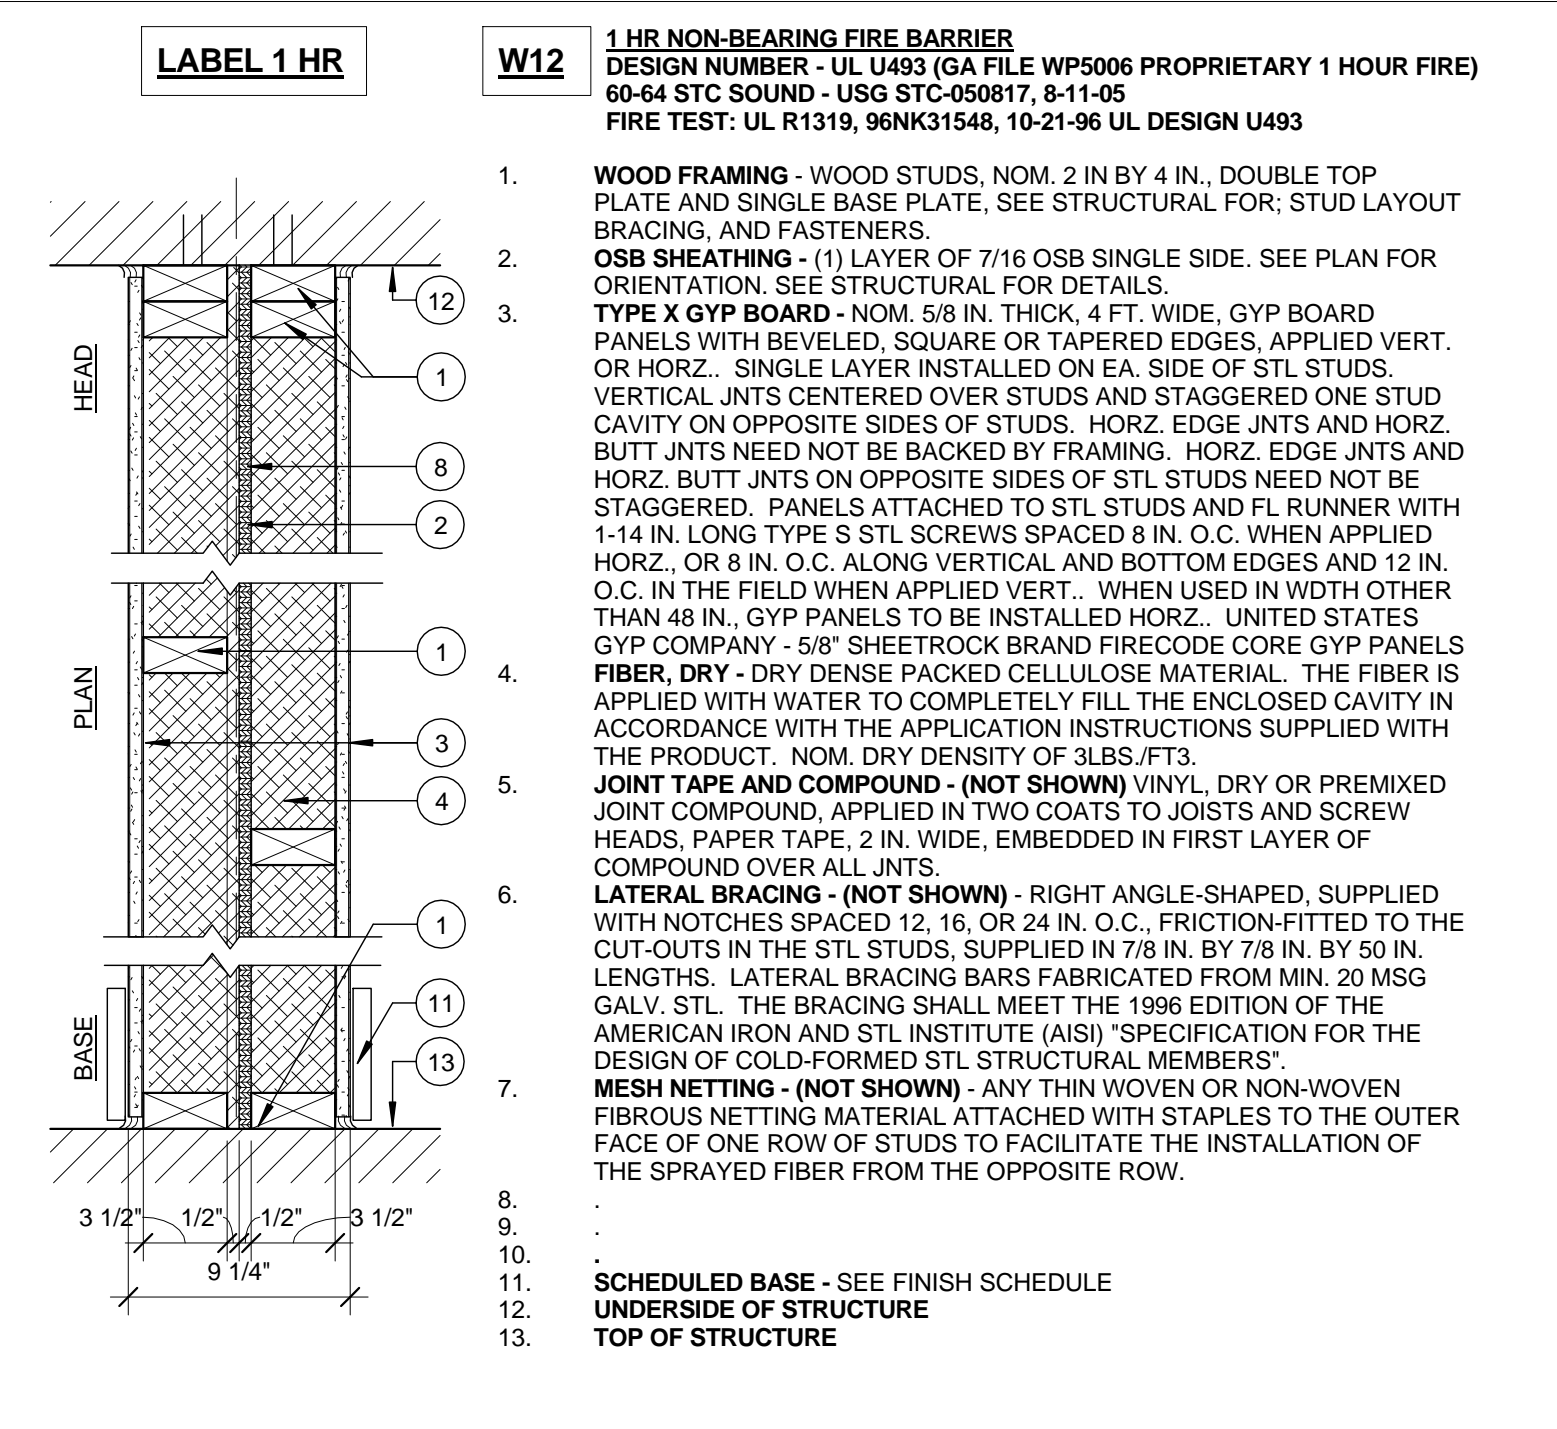 LABEL 1 HR
W12
1 HR NON-BEARING FIRE BARRIER
DESIGN NUMBER - UL U493 (GA FILE WP5006 PROPRIETARY 1 HOUR FIRE)
60-64 STC SOUND - USG STC-050817, 8-11-05
FIRE TEST: UL R1319, 96NK31548, 10-21-96 UL DESIGN U493
HEAD
PLAN
BASE
12
1
8
2
1
3
4
1
11
13
3 1/2" 1/2" 1/2" 3 1/2"
9 1/4"
1. WOOD FRAMING - WOOD STUDS, NOM. 2 IN BY 4 IN., DOUBLE TOP
PLATE AND SINGLE BASE PLATE, SEE STRUCTURAL FOR; STUD LAYOUT
BRACING, AND FASTENERS.
2. OSB SHEATHING - (1) LAYER OF 7/16 OSB SINGLE SIDE. SEE PLAN FOR
ORIENTATION. SEE STRUCTURAL FOR DETAILS.
3. TYPE X GYP BOARD - NOM. 5/8 IN. THICK, 4 FT. WIDE, GYP BOARD
PANELS WITH BEVELED, SQUARE OR TAPERED EDGES, APPLIED VERT.
OR HORZ.. SINGLE LAYER INSTALLED ON EA. SIDE OF STL STUDS.
VERTICAL JNTS CENTERED OVER STUDS AND STAGGERED ONE STUD
CAVITY ON OPPOSITE SIDES OF STUDS. HORZ. EDGE JNTS AND HORZ.
BUTT JNTS NEED NOT BE BACKED BY FRAMING. HORZ. EDGE JNTS AND
HORZ. BUTT JNTS ON OPPOSITE SIDES OF STL STUDS NEED NOT BE
STAGGERED. PANELS ATTACHED TO STL STUDS AND FL RUNNER WITH
1-14 IN. LONG TYPE S STL SCREWS SPACED 8 IN. O.C. WHEN APPLIED
HORZ., OR 8 IN. O.C. ALONG VERTICAL AND BOTTOM EDGES AND 12 IN.
O.C. IN THE FIELD WHEN APPLIED VERT.. WHEN USED IN WDTH OTHER
THAN 48 IN., GYP PANELS TO BE INSTALLED HORZ.. UNITED STATES
GYP COMPANY - 5/8" SHEETROCK BRAND FIRECODE CORE GYP PANELS
4. FIBER, DRY - DRY DENSE PACKED CELLULOSE MATERIAL. THE FIBER IS
APPLIED WITH WATER TO COMPLETELY FILL THE ENCLOSED CAVITY IN
ACCORDANCE WITH THE APPLICATION INSTRUCTIONS SUPPLIED WITH
THE PRODUCT. NOM. DRY DENSITY OF 3LBS./FT3.
5. JOINT TAPE AND COMPOUND - (NOT SHOWN) VINYL, DRY OR PREMIXED
JOINT COMPOUND, APPLIED IN TWO COATS TO JOISTS AND SCREW
HEADS, PAPER TAPE, 2 IN. WIDE, EMBEDDED IN FIRST LAYER OF
COMPOUND OVER ALL JNTS.
6. LATERAL BRACING - (NOT SHOWN) - RIGHT ANGLE-SHAPED, SUPPLIED
WITH NOTCHES SPACED 12, 16, OR 24 IN. O.C., FRICTION-FITTED TO THE
CUT-OUTS IN THE STL STUDS, SUPPLIED IN 7/8 IN. BY 7/8 IN. BY 50 IN.
LENGTHS. LATERAL BRACING BARS FABRICATED FROM MIN. 20 MSG
GALV. STL. THE BRACING SHALL MEET THE 1996 EDITION OF THE
AMERICAN IRON AND STL INSTITUTE (AISI) "SPECIFICATION FOR THE
DESIGN OF COLD-FORMED STL STRUCTURAL MEMBERS".
7. MESH NETTING - (NOT SHOWN) - ANY THIN WOVEN OR NON-WOVEN
FIBROUS NETTING MATERIAL ATTACHED WITH STAPLES TO THE OUTER
FACE OF ONE ROW OF STUDS TO FACILITATE THE INSTALLATION OF
THE SPRAYED FIBER FROM THE OPPOSITE ROW.
8. .
9. .
10. .
11. SCHEDULED BASE - SEE FINISH SCHEDULE
12. UNDERSIDE OF STRUCTURE
13. TOP OF STRUCTURE